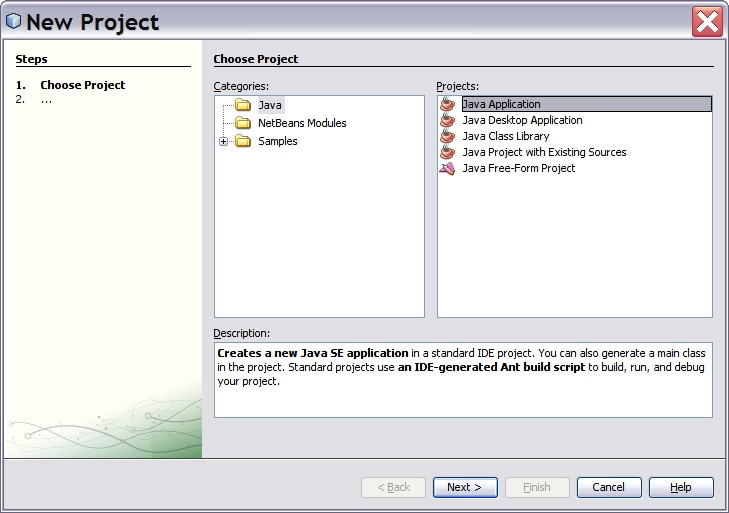 New Project
Steps
1. Choose Project
2. ...
Choose Project
Categories:
Java
NetBeans Modules
Samples
Projects:
Java Application
Java Desktop Application
Java Class Library
Java Project with Existing Sources
Java Free-Form Project
Description:
Creates a new Java SE application in a standard IDE project. You can also generate a main class
in the project. Standard projects use an IDE-generated Ant build script to build, run, and debug
your project.
< Back
Next >
Finish
Cancel
Help